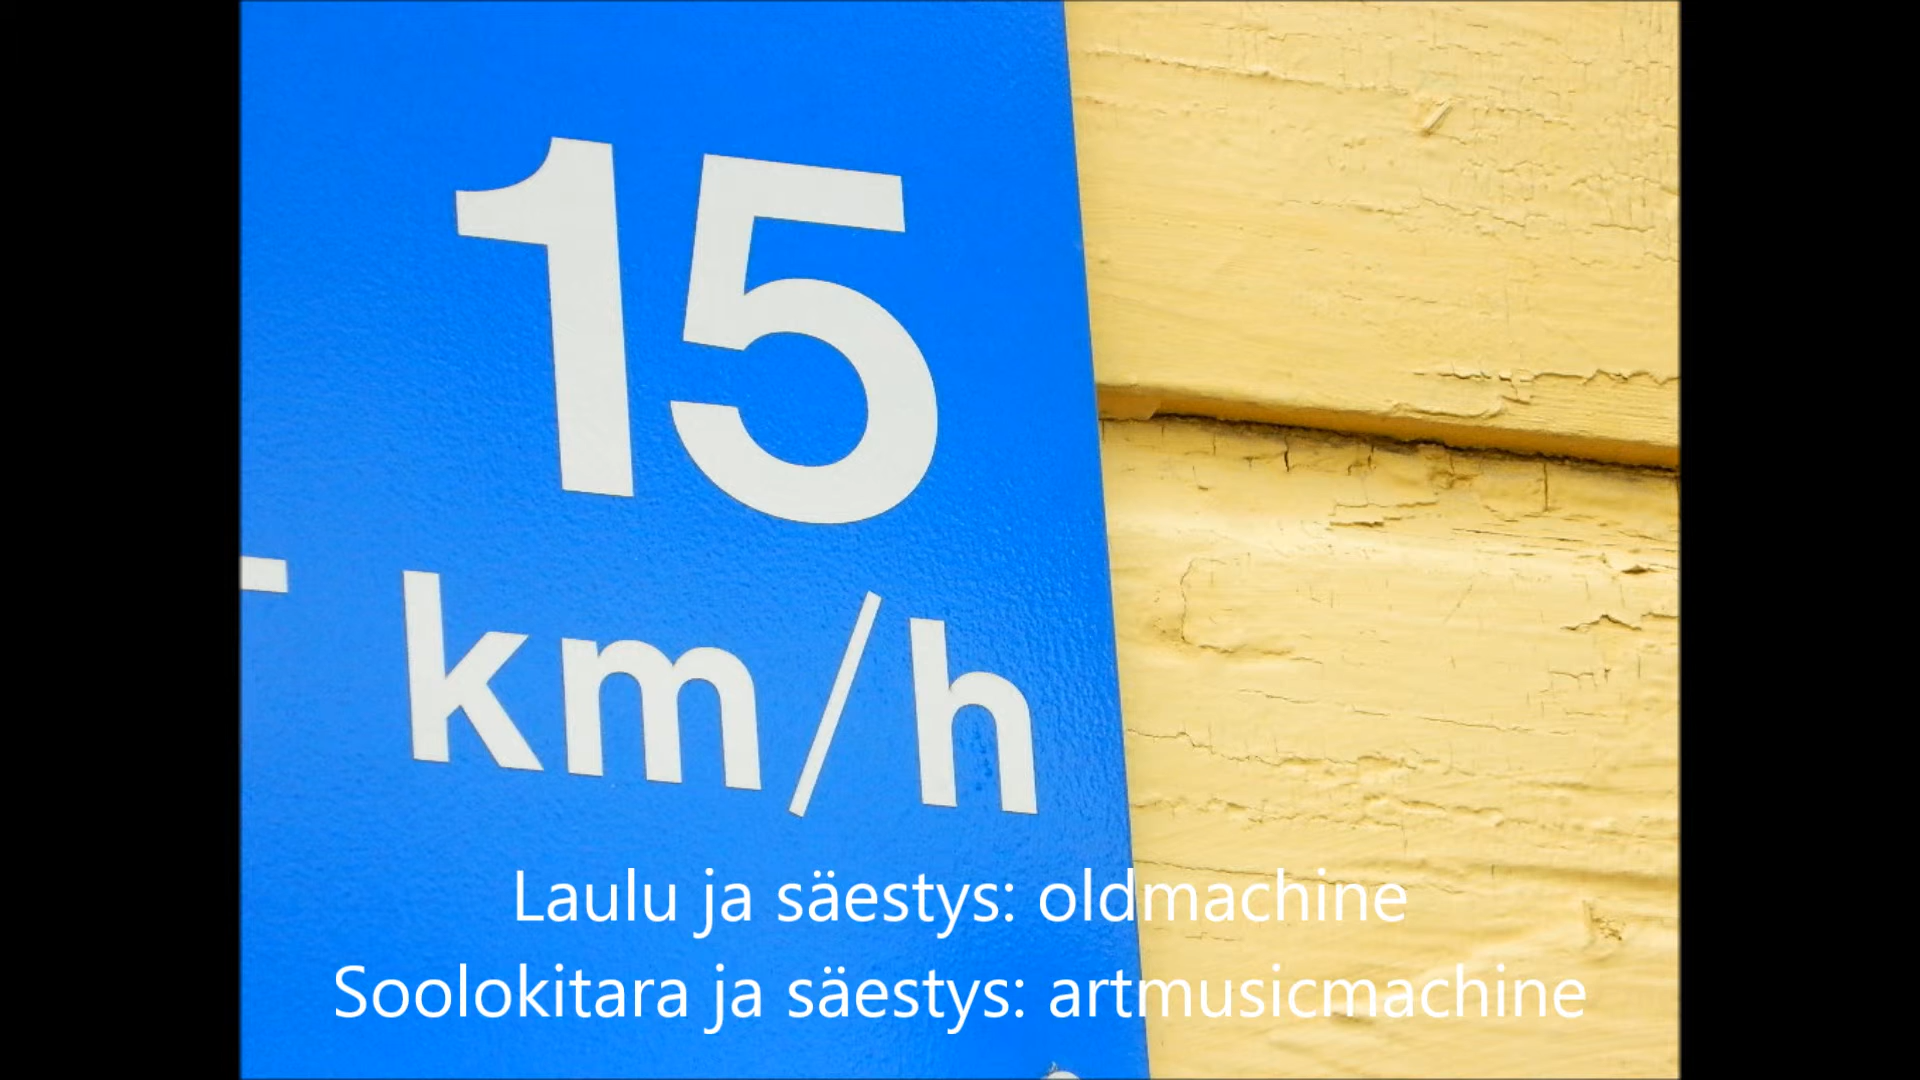 15
km/h
Laulu ja säestys: oldmachine
Soolokitara ja säestys: artmusicmachine